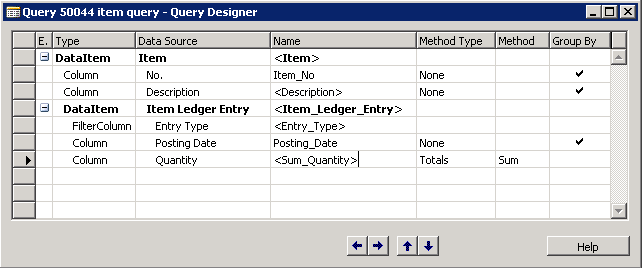 Query 50044 item query - Query Designer
E. Type Data Source Name Method Type Method Group By
DataItem Item <Item>
Column No. Item_No None
Column Description <Description> None
DataItem Item Ledger Entry <Item_Ledger_Entry>
FilterColumn Entry Type <Entry_Type>
Column Posting Date Posting_Date None
Column Quantity <Sum_Quantity> Totals Sum
Help